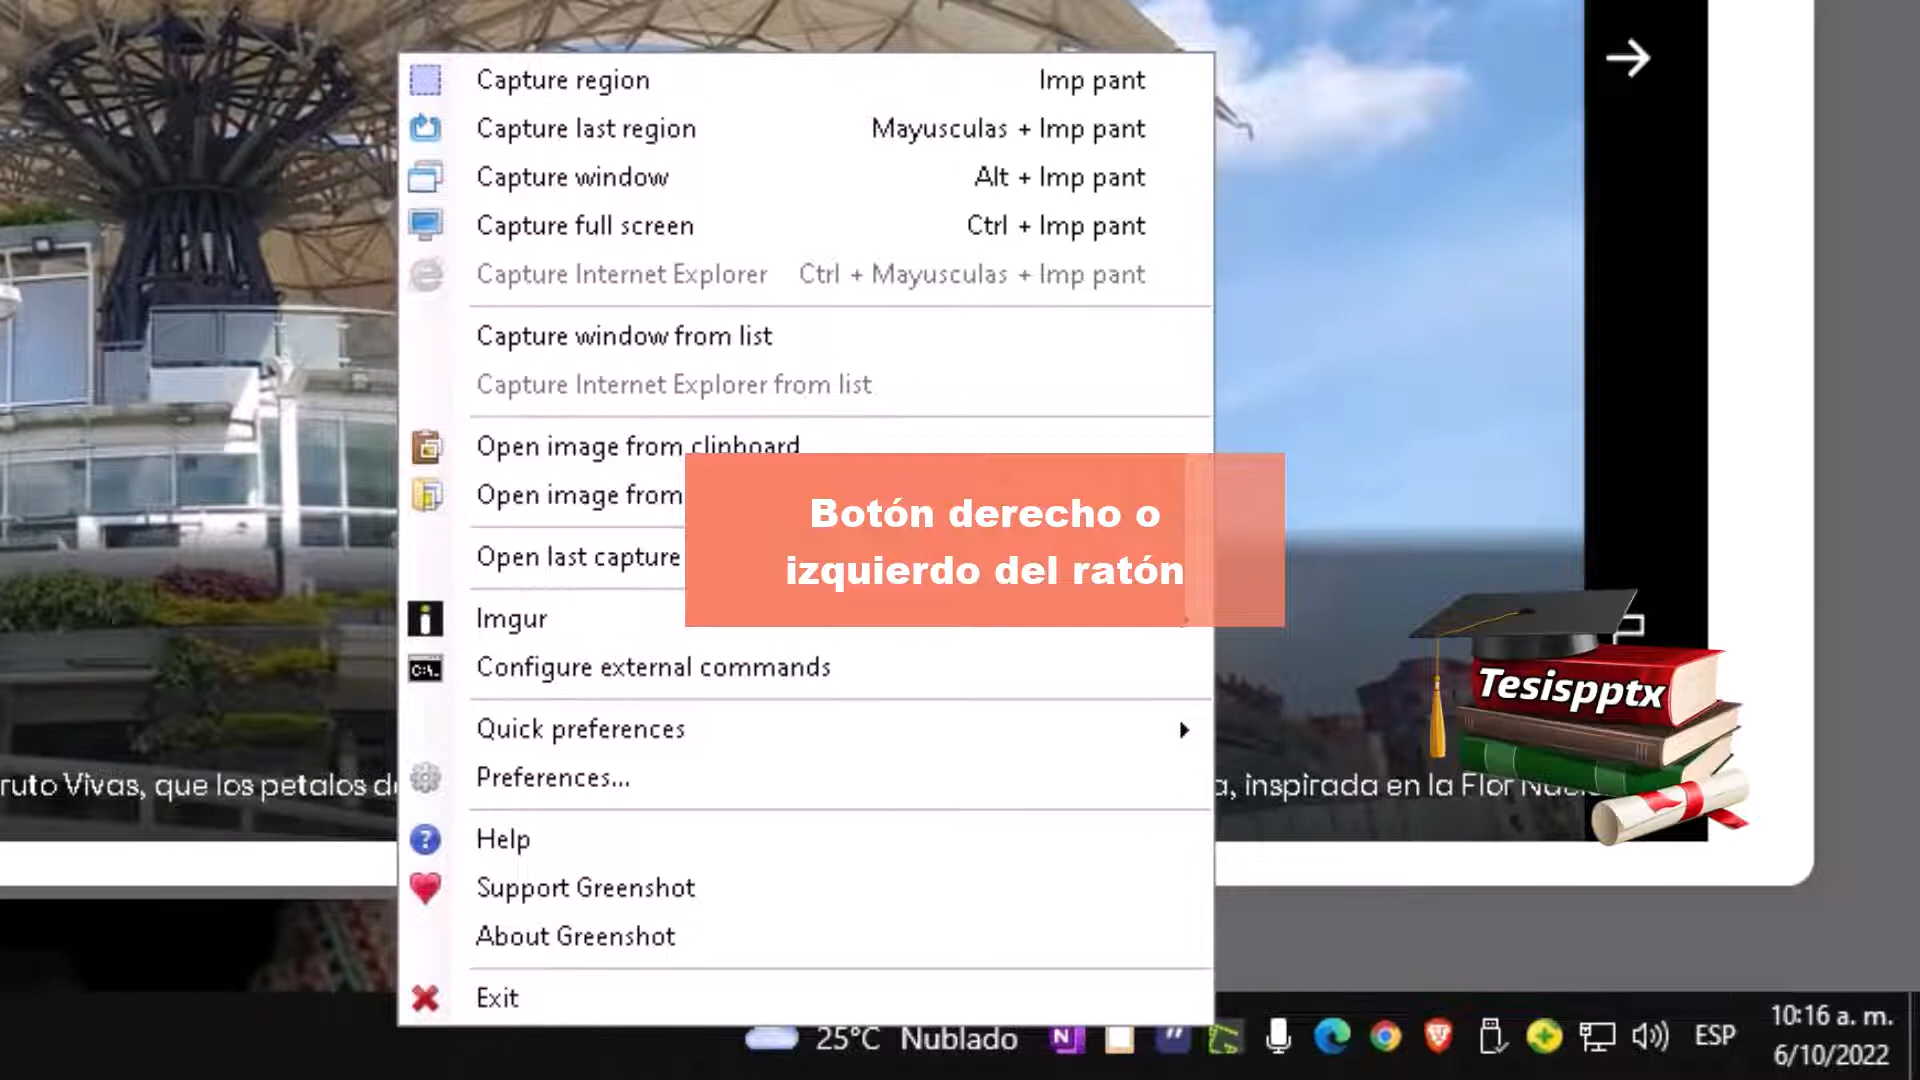 Capture region Imp pant
Capture last region Mayusculas + Imp pant
Capture window Alt + Imp pant
Capture full screen Ctrl + Imp pant
Capture Internet Explorer Ctrl + Mayusculas + Imp pant
Capture window from list
Capture Internet Explorer from list
Open image from clipboard
Open image from
Open last capture
Botón derecho o
izquierdo del ratón
Imgur
C:\.
Configure external commands
Tesispptx
Quick preferences
Preferences...
ruto Vivas, que los petalos
a, inspirada en la Flor
Help
Support Greenshot
About Greenshot
Exit
25°C Nublado
N
ESP
10:16 a. m.
6/10/2022